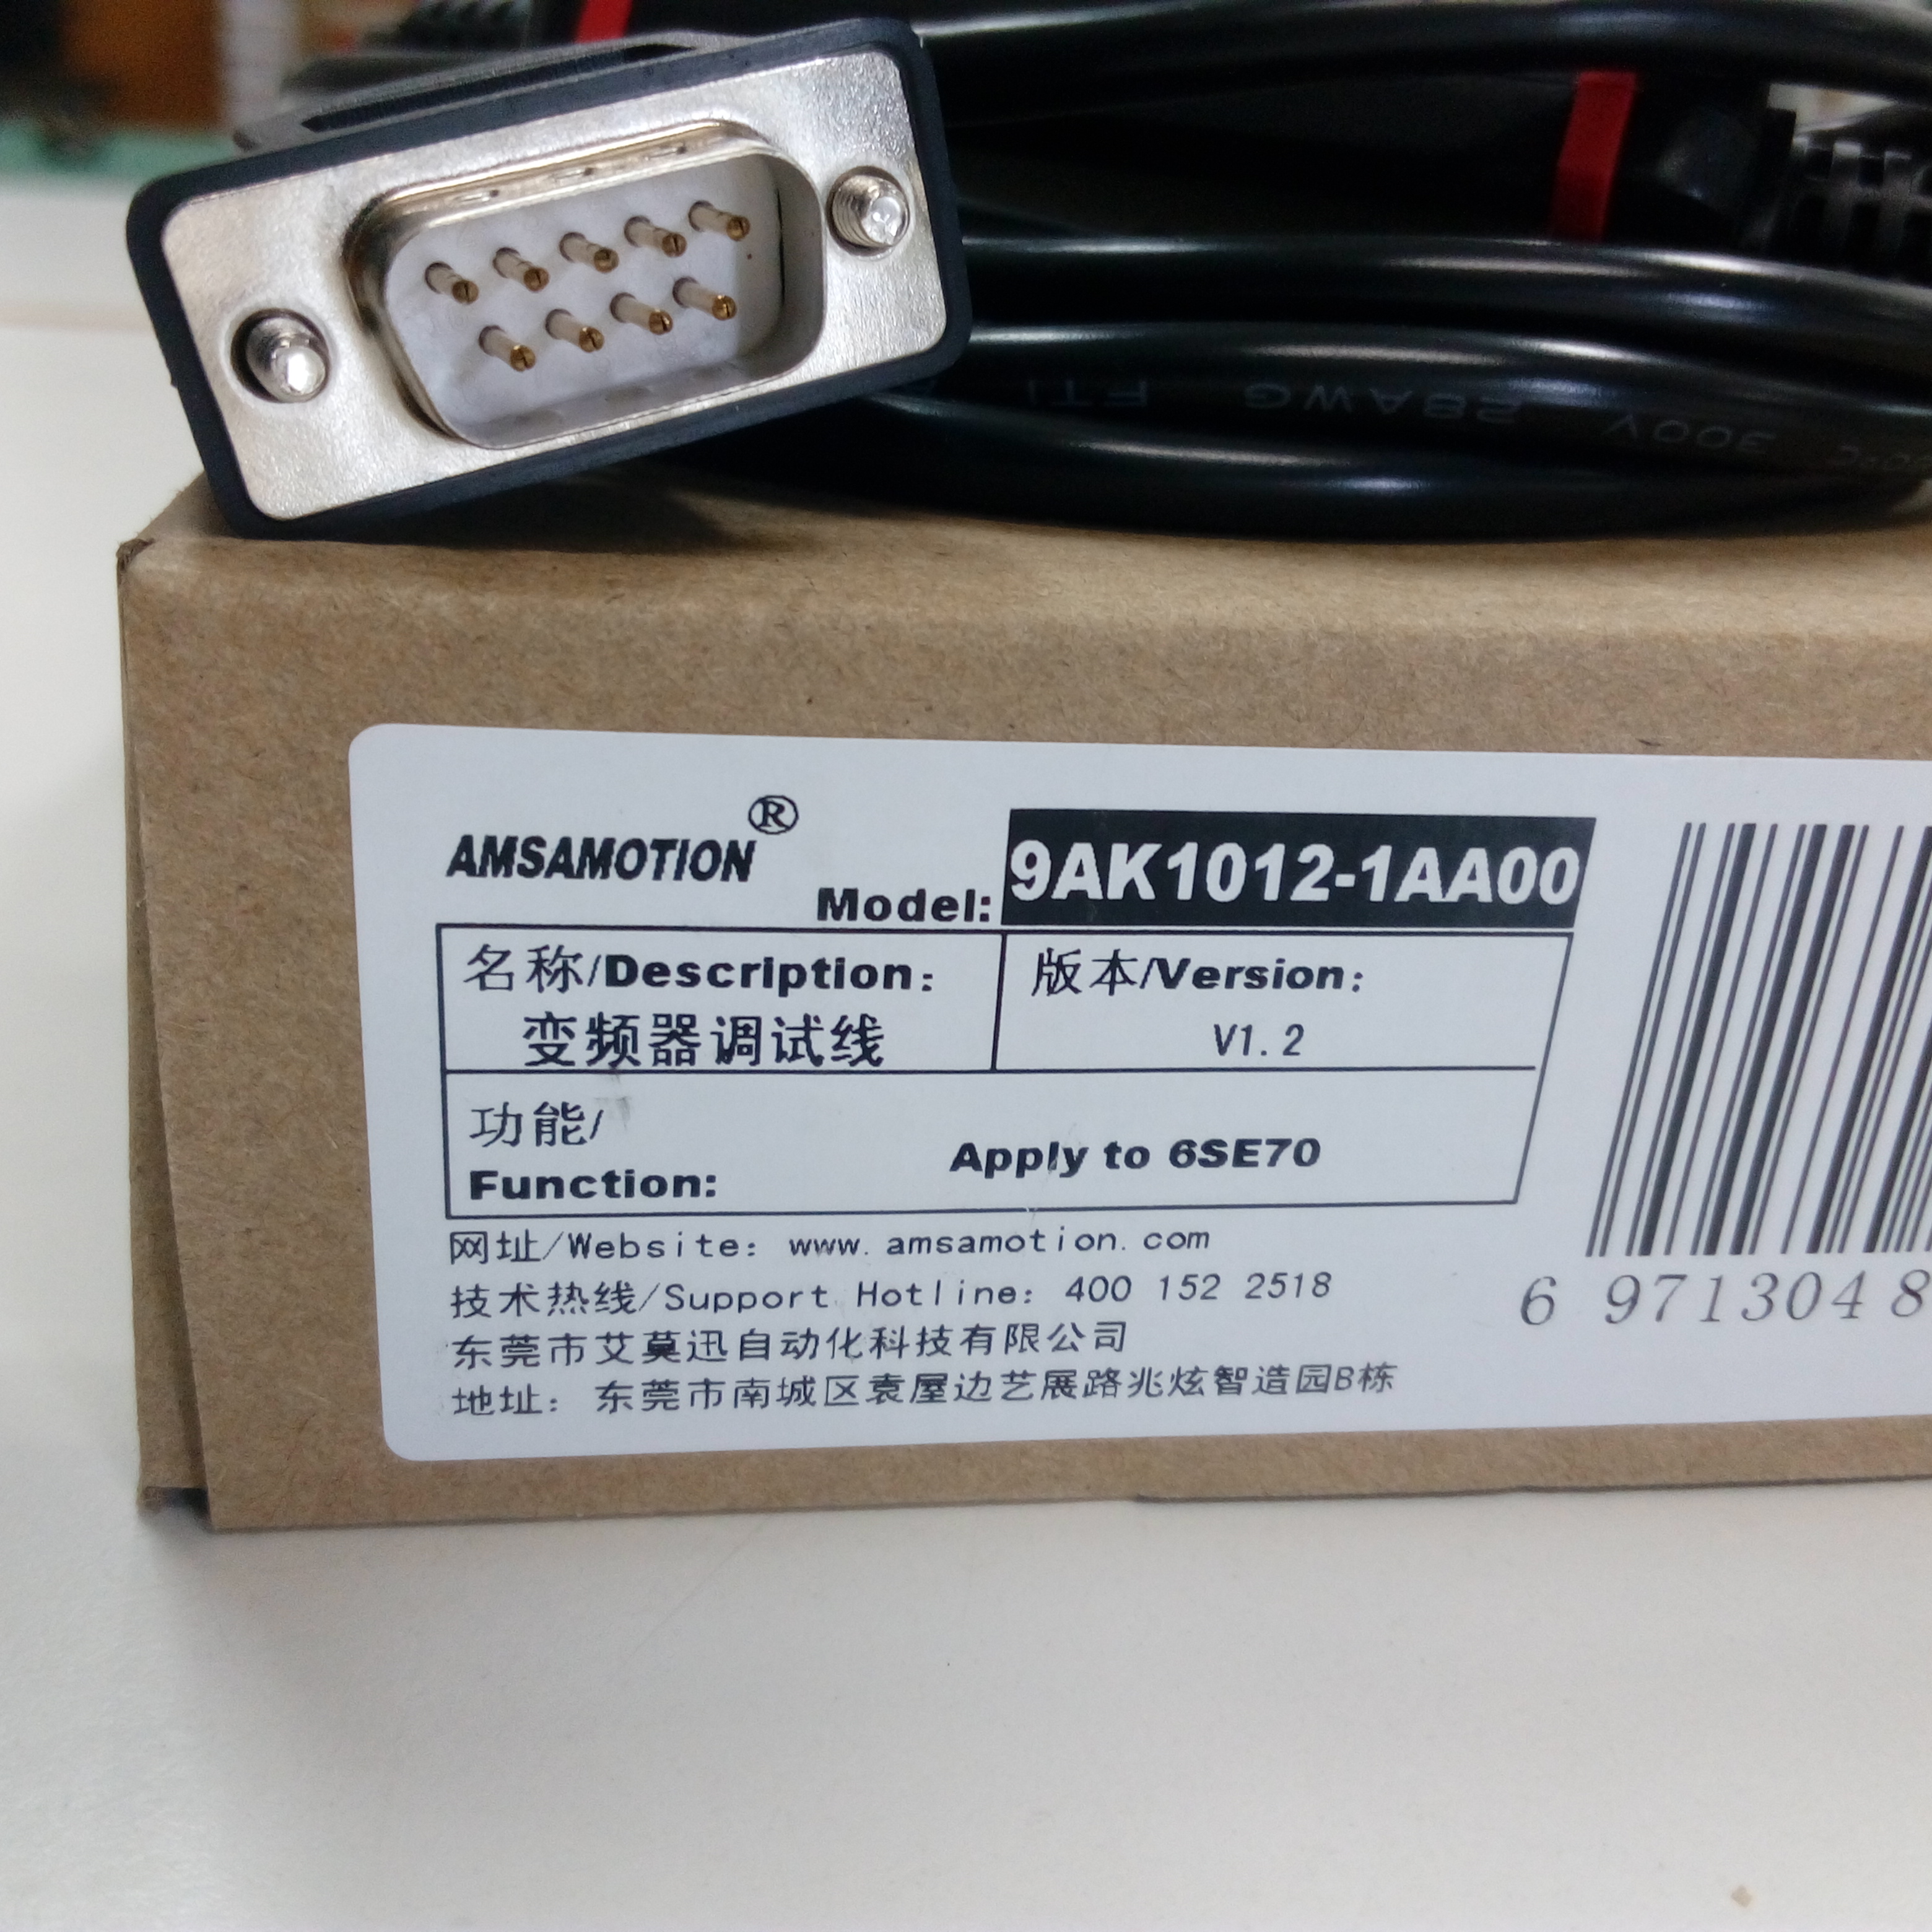 FTI 28AWG 300V
AMSAMOTION®
Model: 9AK1012-1AA00
名称/Description:
变频器调试线
版本/Version:
V1.2
功能/
Function:
Apply to 6SE70
网址/Website: www.amsamotion.com
技术热线/Support Hotline: 400 152 2518
东莞市艾莫迅自动化科技有限公司
地址: 东莞市南城区袁屋边艺展路兆炫智造园B栋
6 971304 8